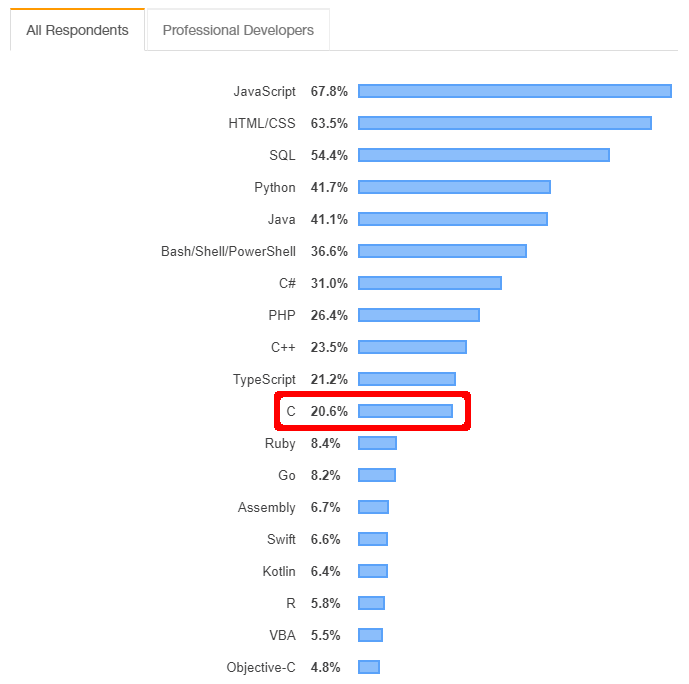 All Respondents Professional Developers
JavaScript 67.8%
HTML/CSS 63.5%
SQL 54.4%
Python 41.7%
Java 41.1%
Bash/Shell/PowerShell 36.6%
C# 31.0%
PHP 26.4%
C++ 23.5%
TypeScript 21.2%
C 20.6%
Ruby 8.4%
Go 8.2%
Assembly 6.7%
Swift 6.6%
Kotlin 6.4%
R 5.8%
VBA 5.5%
Objective-C 4.8%